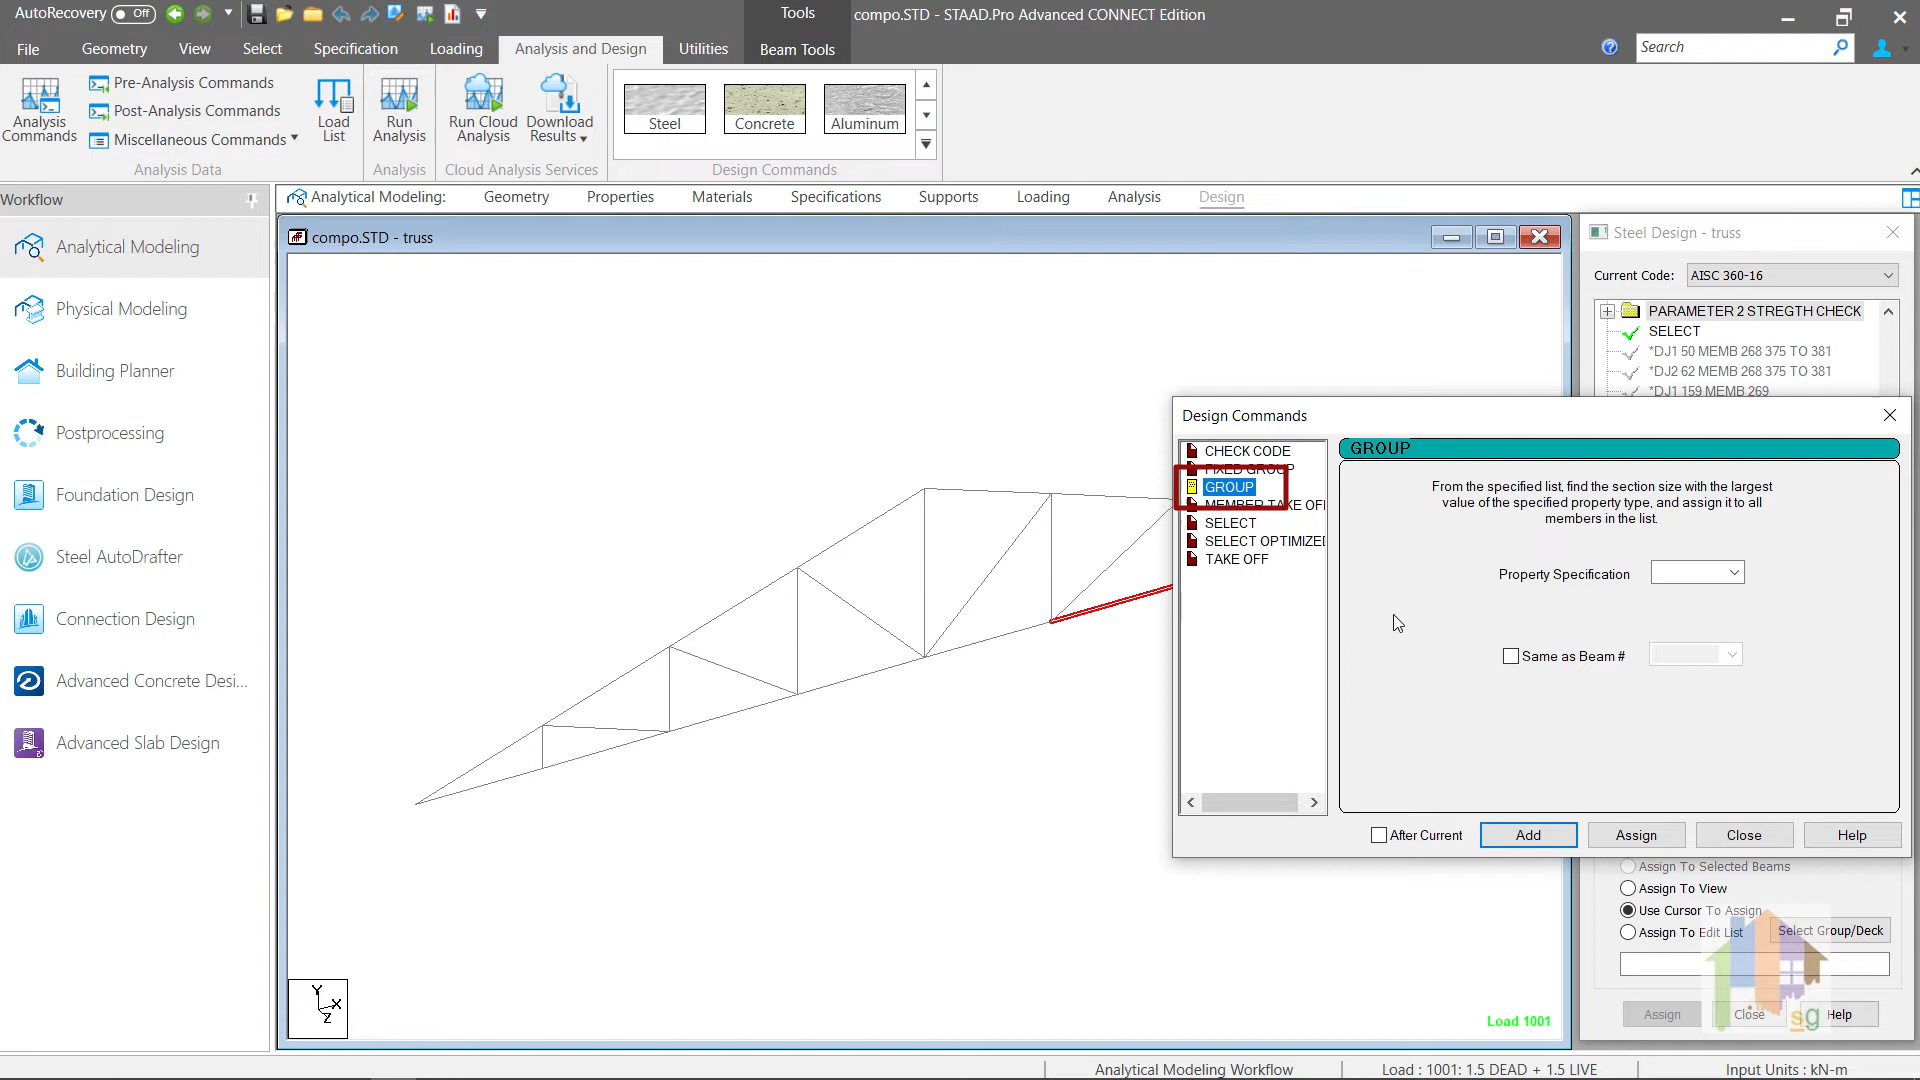 AutoRecovery Off
Tools
compo.STD - STAAD.Pro Advanced CONNECT Edition
File
Geometry
View
Select
Specification
Loading
Analysis and Design
Utilities
Beam Tools
Search
Analysis
Commands
Pre-Analysis Commands
Post-Analysis Commands
Miscellaneous Commands
Load
List
Run
Analysis
Run Cloud
Analysis
Download
Results
Steel
Concrete
Aluminum
Analysis Data
Analysis
Cloud Analysis Services
Design Commands
Workflow
Analytical Modeling
Physical Modeling
Building Planner
Postprocessing
Foundation Design
Steel AutoDrafter
Connection Design
Advanced Concrete Desi...
Advanced Slab Design
Analytical Modeling:
Geometry
Properties
Materials
Specifications
Supports
Loading
Analysis
Design
compo.STD - truss
Y
X
Z
Load 1001
Steel Design - truss
Current Code:
AISC 360-16
PARAMETER 2 STREGTH CHECK
SELECT
*DJ1 50 MEMB 268 375 TO 381
*DJ2 62 MEMB 268 375 TO 381
*DJ1 159 MEMB 269
Design Commands
CHECK CODE
FIXED GROUP
GROUP
MEMBER TAKE OFF
SELECT
SELECT OPTIMIZED
TAKE OFF
GROUP
From the specified list, find the section size with the largest
value of the specified property type, and assign it to all
members in the list.
Property Specification
Same as Beam #
After Current
Add
Assign
Close
Help
Assign To Selected Beams
Assign To View
Use Cursor To Assign
Assign To Edit List
Select Group/Deck
Assign
Close
Help
sg
Analytical Modeling Workflow
Load : 1001: 1.5 DEAD + 1.5 LIVE
Input Units : kN-m